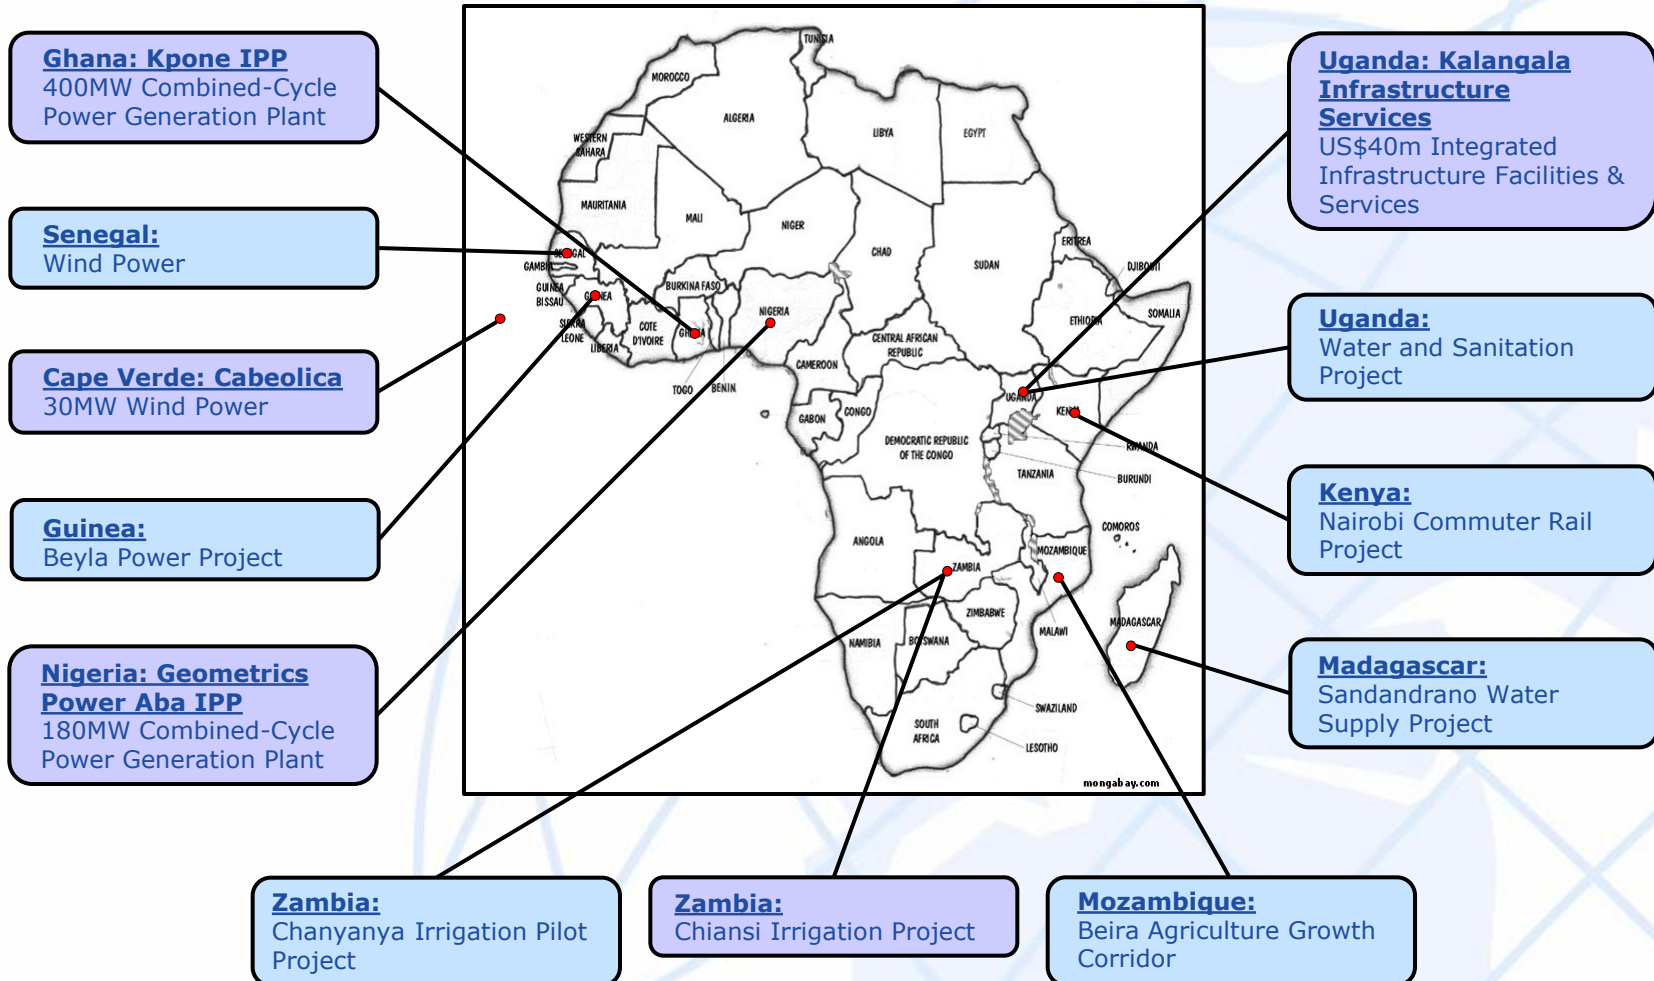 Ghana: Kpone IPP
400MW Combined-Cycle
Power Generation Plant
Senegal:
Wind Power
Cape Verde: Cabeolica
30MW Wind Power
Guinea:
Beyla Power Project
Nigeria: Geometrics
Power Aba IPP
180MW Combined-Cycle
Power Generation Plant
TUNISIA
MOROCCO
ALGERIA
LIBYA
EGYPT
WESTERN
SAHARA
MAURITANIA
MALI
NIGER
CHAD
SUDAN
ERITREA
DJIBOUTI
SENEGAL
GAMBIA
GUINEA
BISSAU
GUINEA
SIERRA
LEONE
LIBERIA
COTE
D'IVOIRE
BURKINA FASO
GHANA
TOGO
BENIN
NIGERIA
CAMEROON
CENTRAL AFRICAN
REPUBLIC
ETHIOPIA
SOMALIA
UGANDA
KENYA
GABON
CONGO
DEMOCRATIC REPUBLIC
OF THE CONGO
RWANDA
BURUNDI
TANZANIA
COMOROS
ANGOLA
ZAMBIA
MOZAMBIQUE
MALAWI
ZIMBABWE
MADAGASCAR
NAMIBIA
BOTSWANA
SWAZILAND
SOUTH
AFRICA
LESOTHO
mongabay.com
Uganda: Kalangala
Infrastructure
Services
US$40m Integrated
Infrastructure Facilities &
Services
Uganda:
Water and Sanitation
Project
Kenya:
Nairobi Commuter Rail
Project
Madagascar:
Sandandrano Water
Supply Project
Zambia:
Chanyanya Irrigation Pilot
Project
Zambia:
Chiansi Irrigation Project
Mozambique:
Beira Agriculture Growth
Corridor